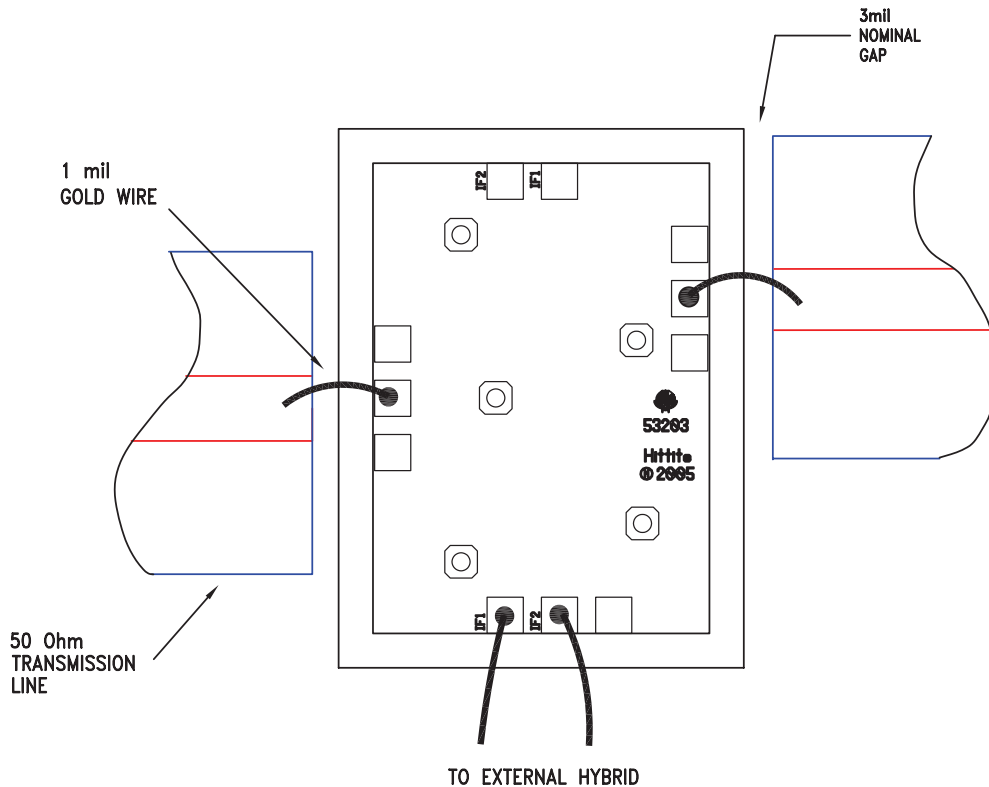 3mil
NOMINAL
GAP
1 mil
GOLD WIRE
IF2
IF1
53203
Hittite
® 2005
IF1
IF2
50 Ohm
TRANSMISSION
LINE
TO EXTERNAL HYBRID